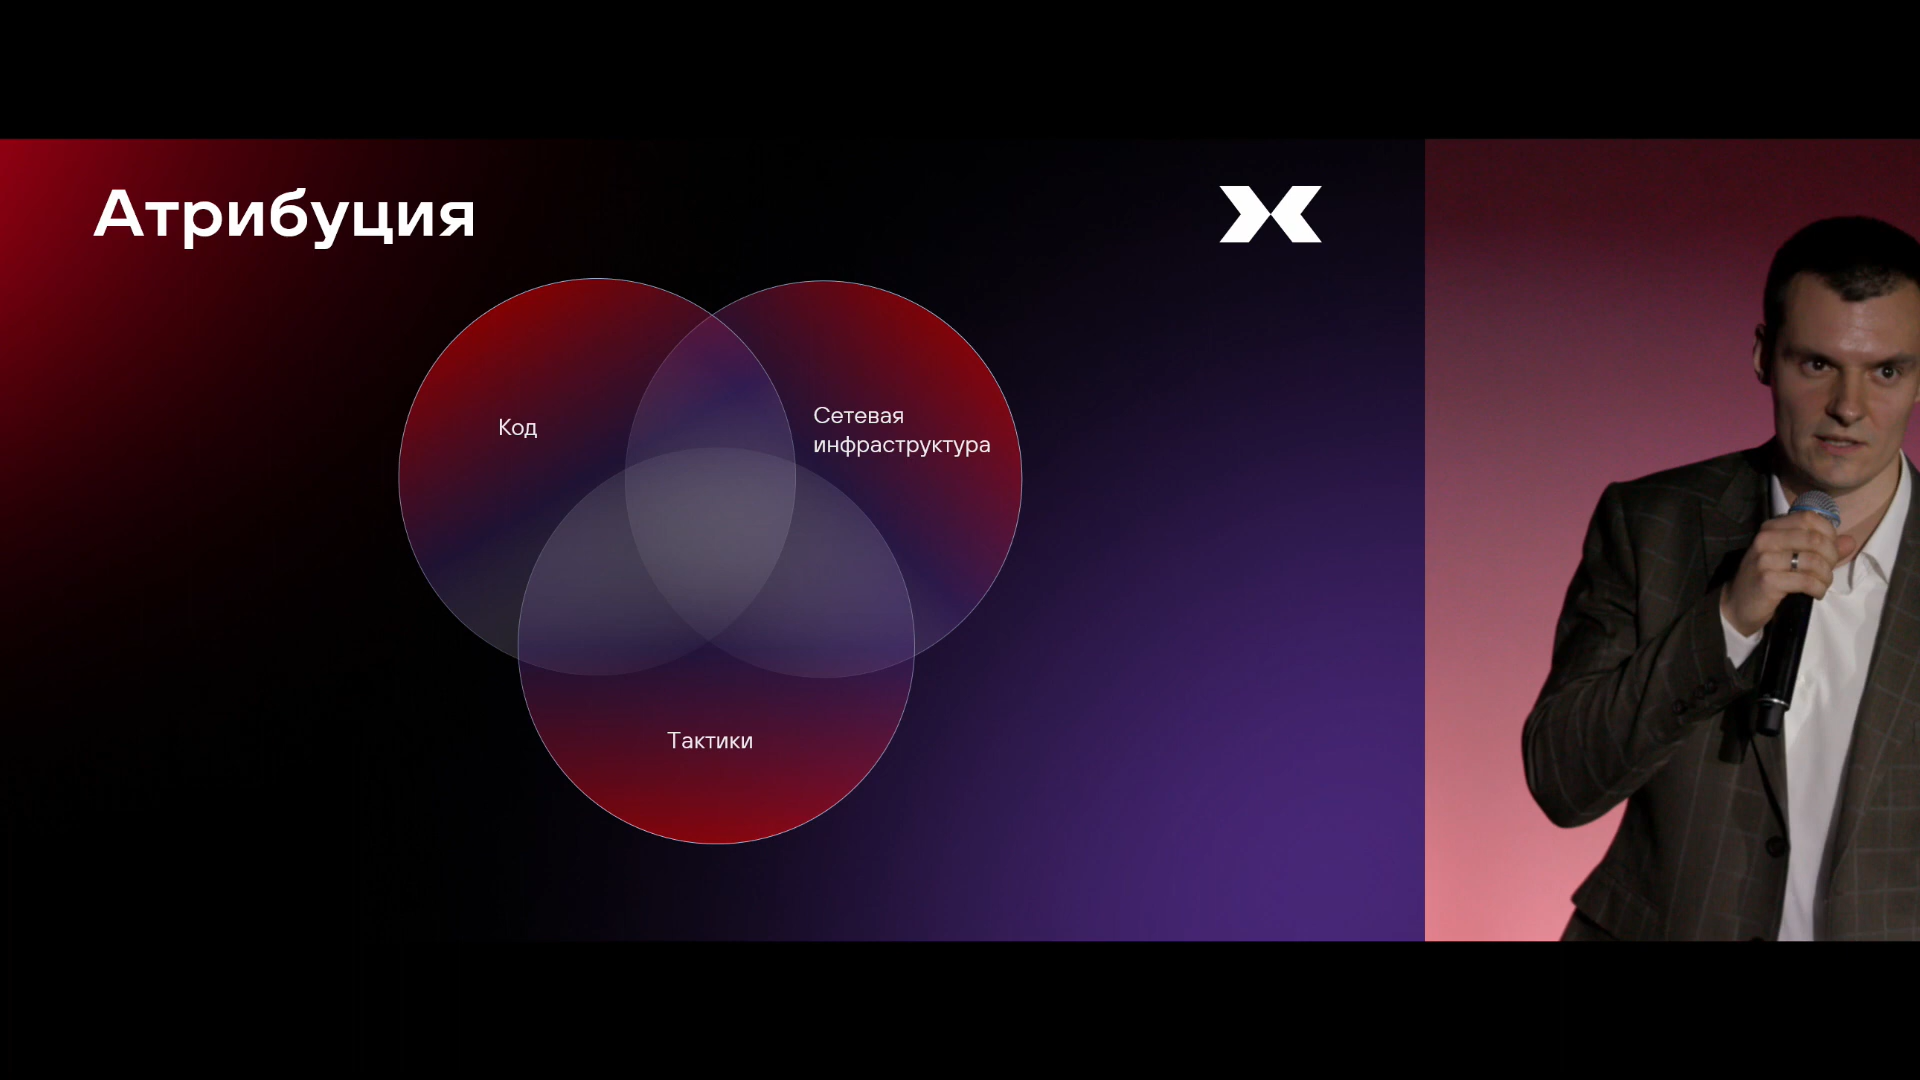 Атрибуция
Код
Сетевая
инфраструктура
Тактики